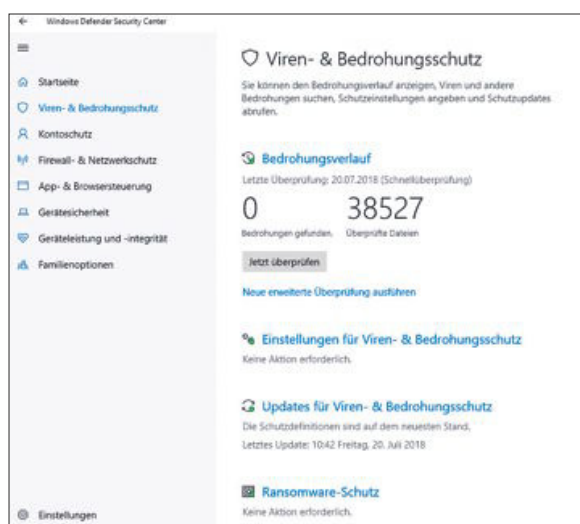 Windows Defender Security Center
Startseite
Viren- & Bedrohungsschutz
Kontoschutz
Firewall- & Netzwerkschutz
App- & Browsersteuerung
Gerätesicherheit
Geräteleistung und -integrität
Familienoptionen
Einstellungen
Viren- & Bedrohungsschutz
Sie können den Bedrohungsverlauf anzeigen, Viren und andere
Bedrohungen suchen, Schutzeinstellungen angeben und Schutzupdates
abrufen.
Bedrohungsverlauf
Letzte Überprüfung: 20.07.2018 (Schnellüberprüfung)
0 38527
Bedrohungen gefunden. Überprüfte Dateien
Jetzt überprüfen
Neue erweiterte Überprüfung ausführen
Einstellungen für Viren- & Bedrohungsschutz
Keine Aktion erforderlich.
Updates für Viren- & Bedrohungsschutz
Die Schutzdefinitionen sind auf dem neuesten Stand.
Letztes Update: 10:42 Freitag, 20. Juli 2018
Ransomware-Schutz
Keine Aktion erforderlich.